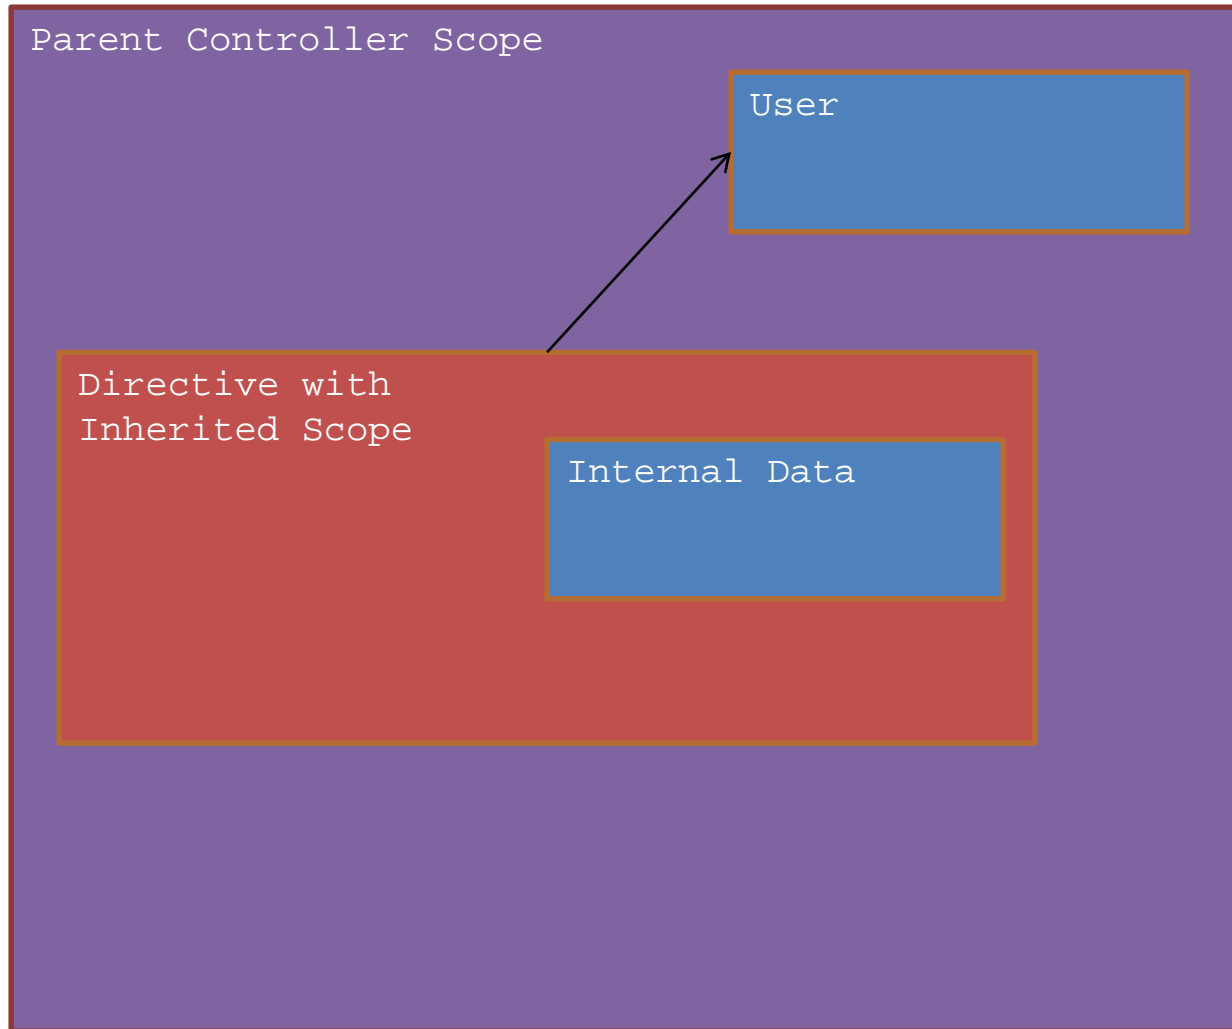 Parent Controller Scope
User
Directive with
Inherited Scope
Internal Data